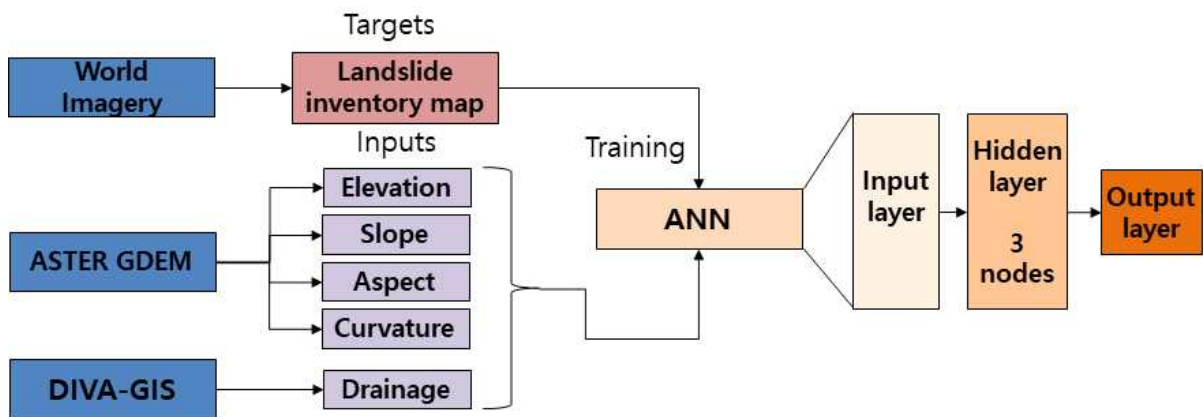 Targets
World
Imagery
Landslide
inventory map
Inputs
Training
Elevation
Slope
Aspect
Curvature
Drainage
ASTER GDEM
DIVA-GIS
ANN
Input
layer
Hidden
layer
3
nodes
Output
layer